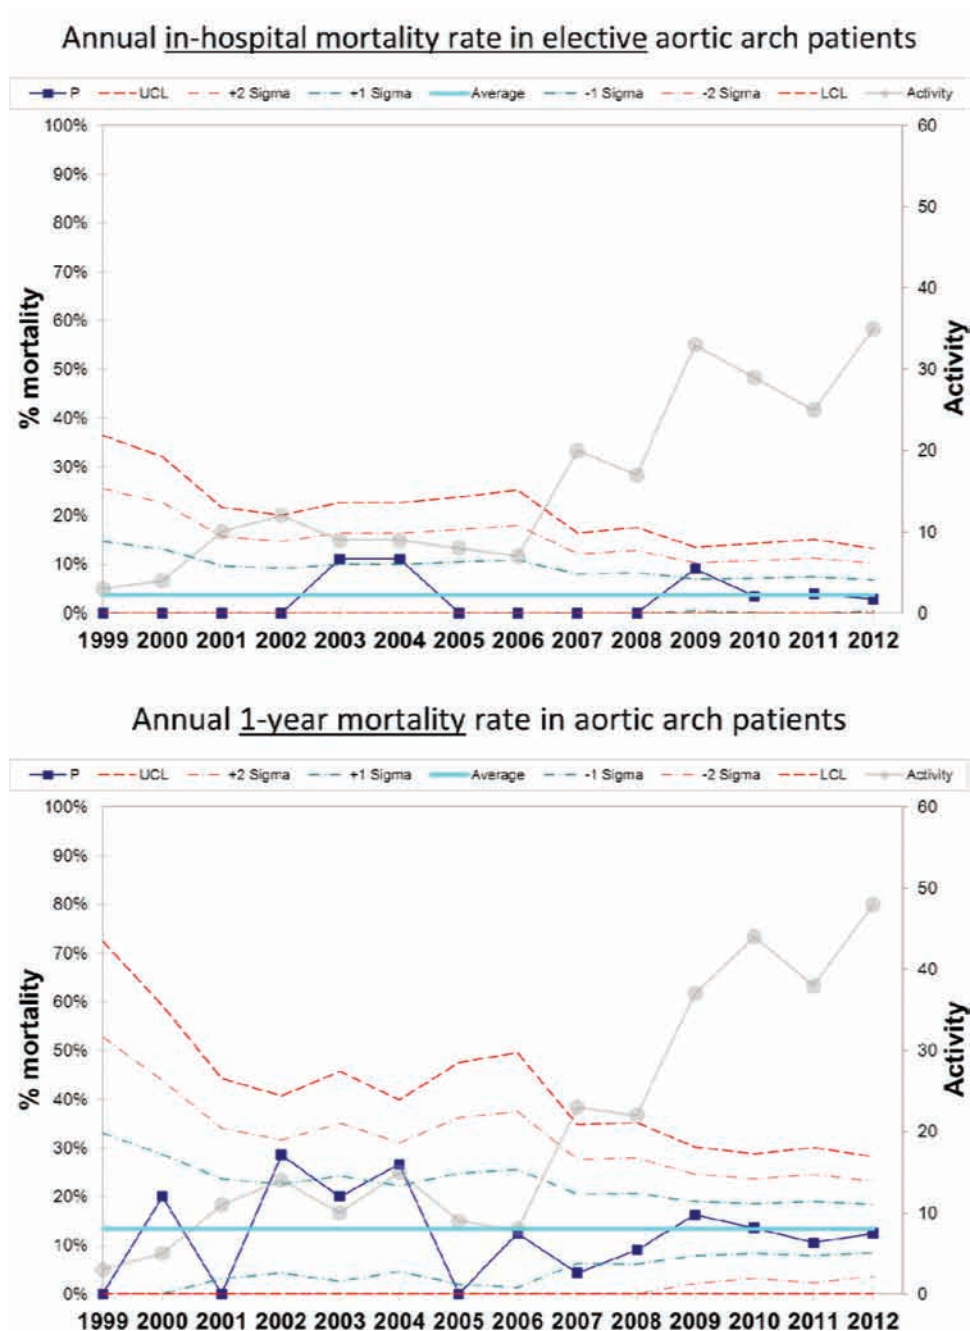 Annual in-hospital mortality rate in elective aortic arch patients
P UCL +2 Sigma +1 Sigma Average -1 Sigma -2 Sigma LCL Activity
100% 60
90%
80% 50
70%
60% 40
50% 30
40%
30% 20
20%
10% 10
0% 0
% mortality
Activity
1999 2000 2001 2002 2003 2004 2005 2006 2007 2008 2009 2010 2011 2012
Annual 1-year mortality rate in aortic arch patients
P UCL +2 Sigma +1 Sigma Average -1 Sigma -2 Sigma LCL Activity
100% 60
90%
80% 50
70%
60% 40
50% 30
40%
30% 20
20%
10% 10
0% 0
% mortality
Activity
1999 2000 2001 2002 2003 2004 2005 2006 2007 2008 2009 2010 2011 2012